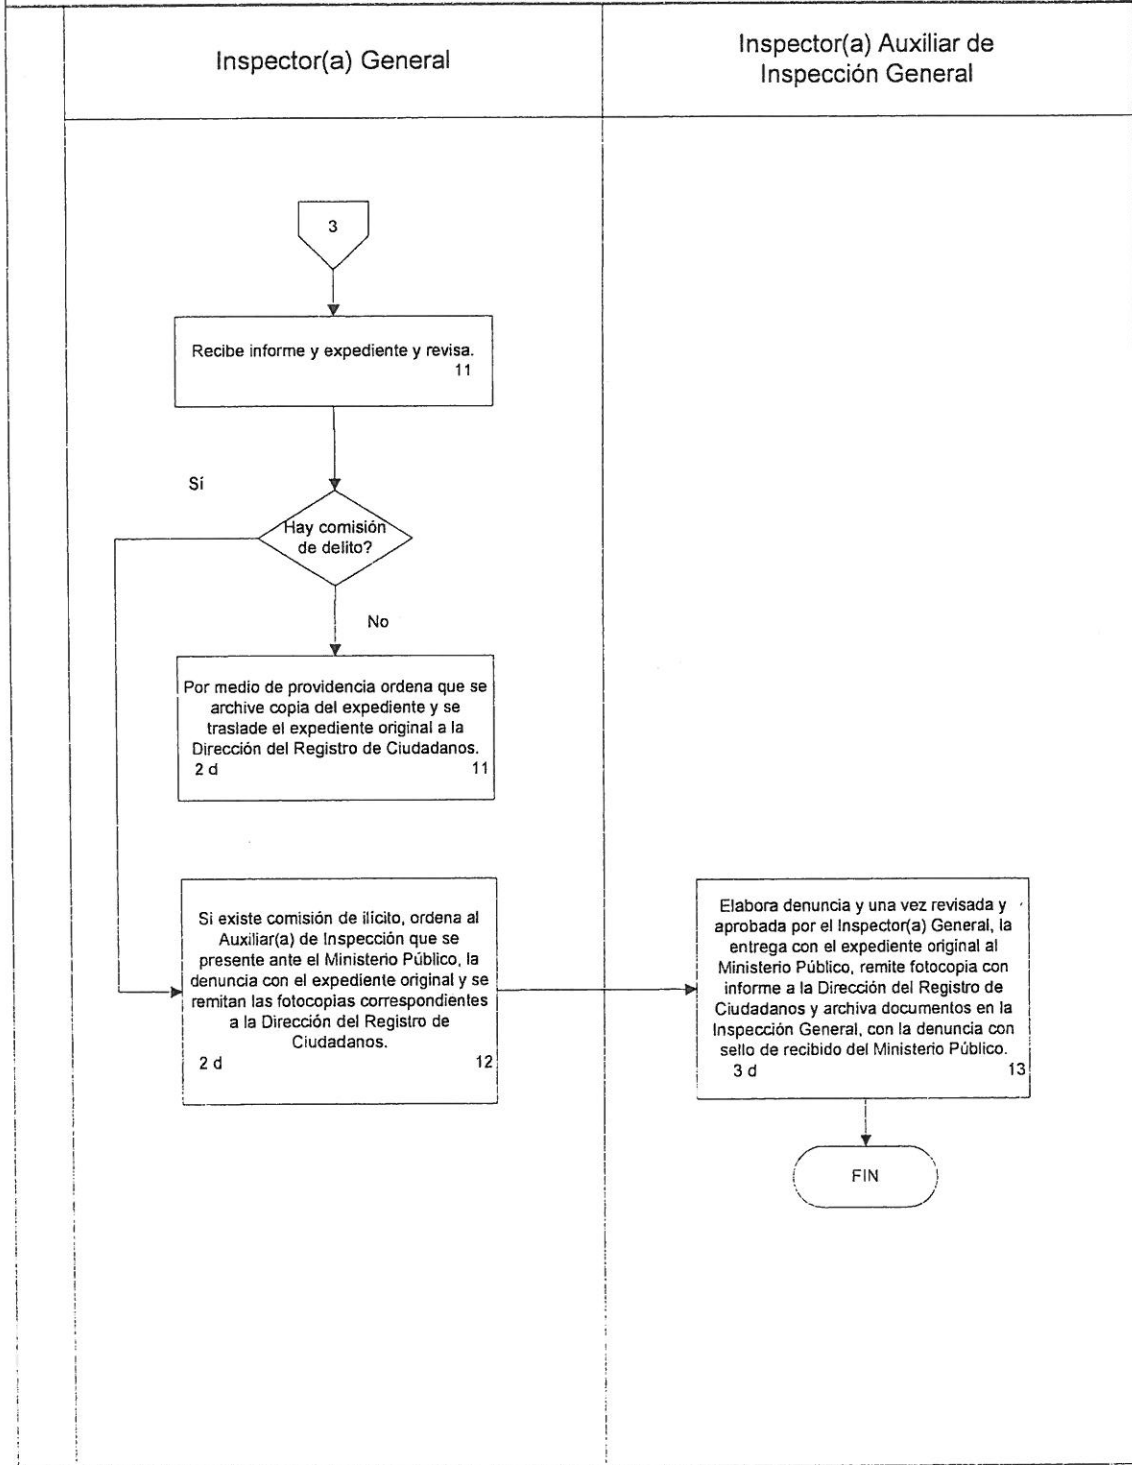 Inspector(a) General
Inspector(a) Auxiliar de
Inspección General
3
Recibe informe y expediente y revisa.
11
Sí
Hay comisión
de delito?
No
Por medio de providencia ordena que se
archive copia del expediente y se
traslade el expediente original a la
Dirección del Registro de Ciudadanos.
2 d 11
Si existe comisión de ilícito, ordena al
Auxiliar(a) de Inspección que se
presente ante el Ministerio Público, la
denuncia con el expediente original y se
remitan las fotocopias correspondientes
a la Dirección del Registro de
Ciudadanos.
2 d 12
Elabora denuncia y una vez revisada y
aprobada por el Inspector(a) General, la
entrega con el expediente original al
Ministerio Público, remite fotocopia con
informe a la Dirección del Registro de
Ciudadanos y archiva documentos en la
Inspección General, con la denuncia con
sello de recibido del Ministerio Público.
3 d 13
FIN